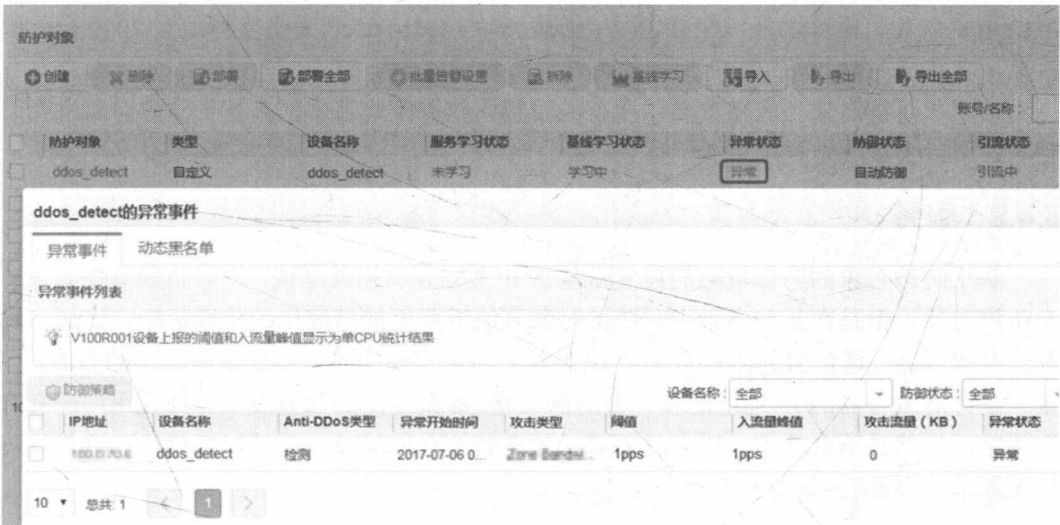 防护对象
创建 删除 部署 部署全部 批量告警设置 拆除 基线学习 导入 导出 导出全部
账号/名称：
防护对象 类型 设备名称 服务学习状态 基线学习状态 异常状态 防御状态 引流状态
ddos_detect 自定义 ddos_detect 未学习 学习中 异常 自动防御 引流中
ddos_detect的异常事件
异常事件 动态黑名单
异常事件列表
V100R001设备上报的阈值和入流量峰值显示为单CPU统计结果
防御策略 设备名称： 全部 防御状态： 全部
10
IP地址 设备名称 Anti-DDoS类型 异常开始时间 攻击类型 阈值 入流量峰值 攻击流量（KB） 异常状态
ddos_detect 检测 2017-07-06 0... 1pps 1pps 0 异常
10 总共: 1 < 1 >